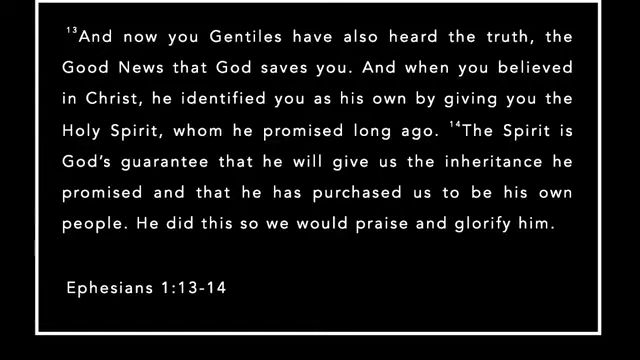 ¹³And now you Gentiles have also heard the truth, the
Good News that God saves you. And when you believed
in Christ, he identified you as his own by giving you the
Holy Spirit, whom he promised long ago. ¹⁴The Spirit is
God's guarantee that he will give us the inheritance he
promised and that he has purchased us to be his own
people. He did this so we would praise and glorify him.
Ephesians 1:13-14